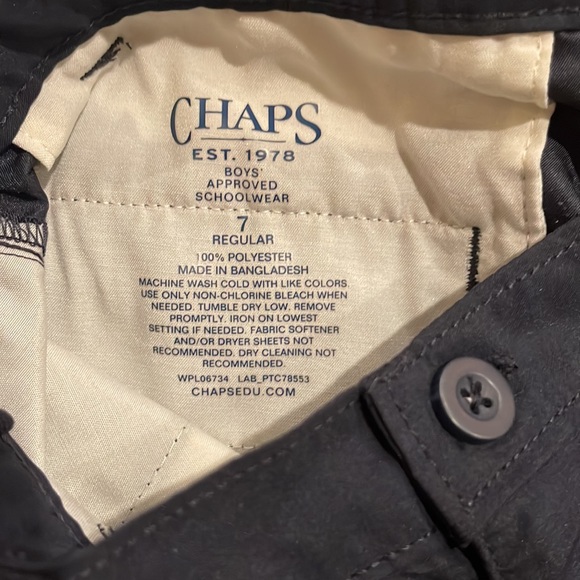 CHAPS
EST. 1978
BOYS'
APPROVED
SCHOOLWEAR
7
REGULAR
100% POLYESTER
MADE IN BANGLADESH
MACHINE WASH COLD WITH LIKE COLORS.
USE ONLY NON-CHLORINE BLEACH WHEN
NEEDED. TUMBLE DRY LOW. REMOVE
PROMPTLY. IRON ON LOWEST
SETTING IF NEEDED. FABRIC SOFTENER
AND/OR DRYER SHEETS NOT
RECOMMENDED. DRY CLEANING NOT
RECOMMENDED.
WPL06734 LAB_PTC78553
CHAPSEDU.COM